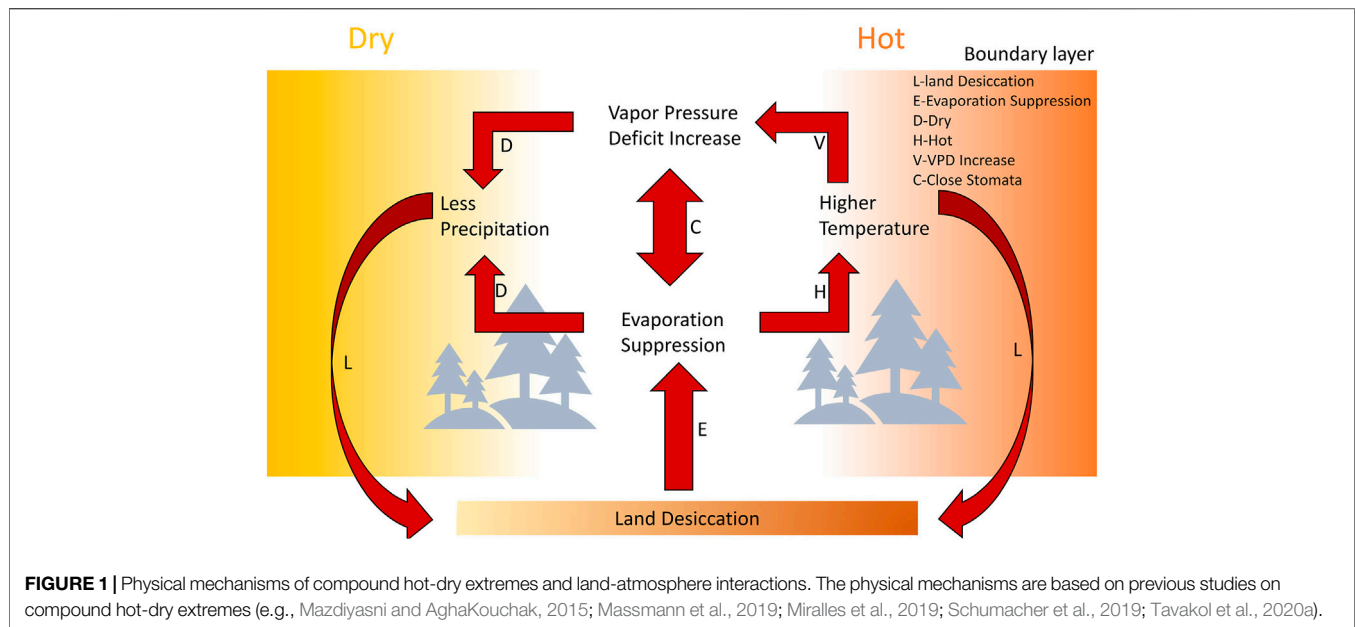 Dry
Hot
Boundary layer
L-land Desiccation
E-Evaporation Suppression
D-Dry
H-Hot
V-VPD Increase
C-Close Stomata
Vapor Pressure
Deficit Increase
D
V
Less
Precipitation
C
Higher
Temperature
D
H
Evaporation
Suppression
L
L
E
Land Desiccation
FIGURE 1 | Physical mechanisms of compound hot-dry extremes and land-atmosphere interactions. The physical mechanisms are based on previous studies on
compound hot-dry extremes (e.g., Mazdiyasni and AghaKouchak, 2015; Massmann et al., 2019; Miralles et al., 2019; Schumacher et al., 2019; Tavakol et al., 2020a).